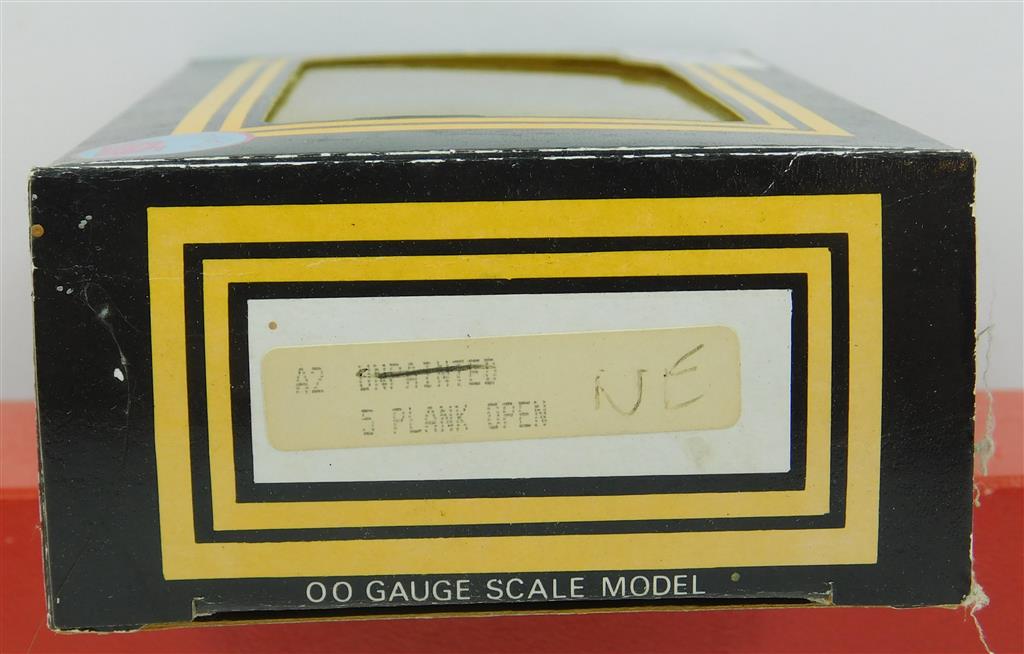 A2 UNPAINTED
5 PLANK OPEN
NE
OO GAUGE SCALE MODEL